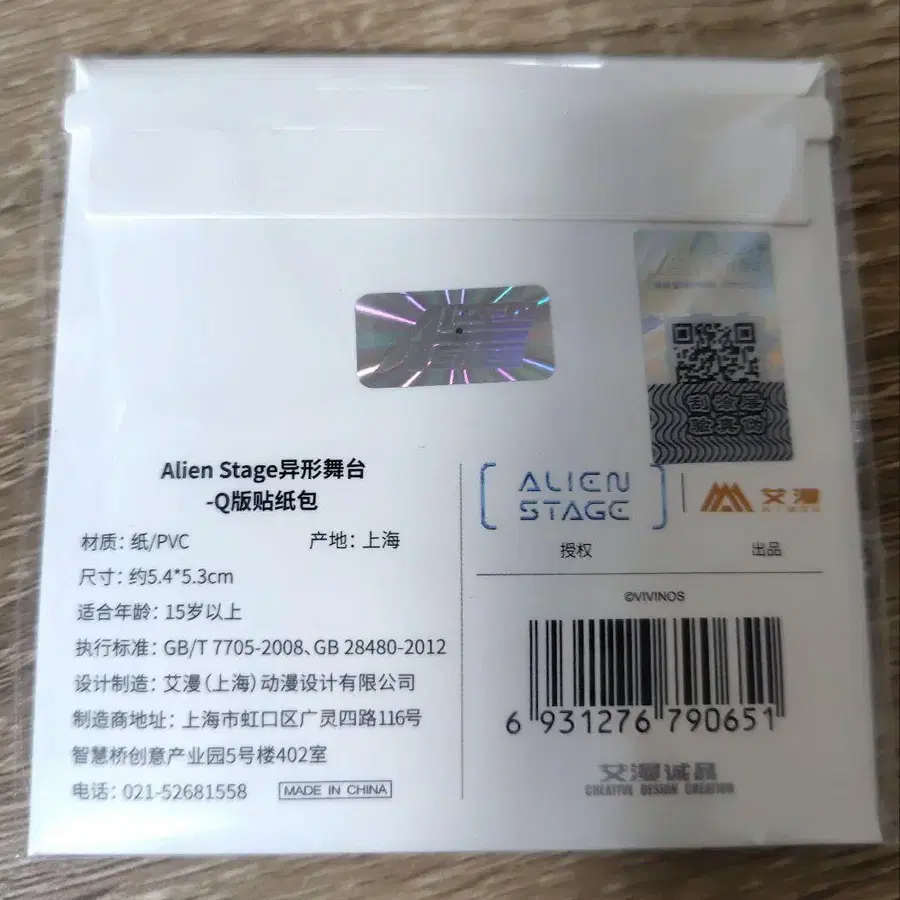 刮涂层
验真伪
Alien Stage异形舞台
-Q版贴纸包
材质：纸/PVC 产地：上海
尺寸：约5.4*5.3cm
适合年龄：15岁以上
执行标准：GB/T 7705-2008、GB 28480-2012
设计制造：艾漫（上海）动漫设计有限公司
制造商地址：上海市虹口区广灵四路116号
智慧桥创意产业园5号楼402室
电话：021-52681558 MADE IN CHINA
ALIEN
STAGE
艾漫
授权 出品
©VIVINOS
6 931276 790651
艾漫诚品
CREATIVE DESIGN CREATION